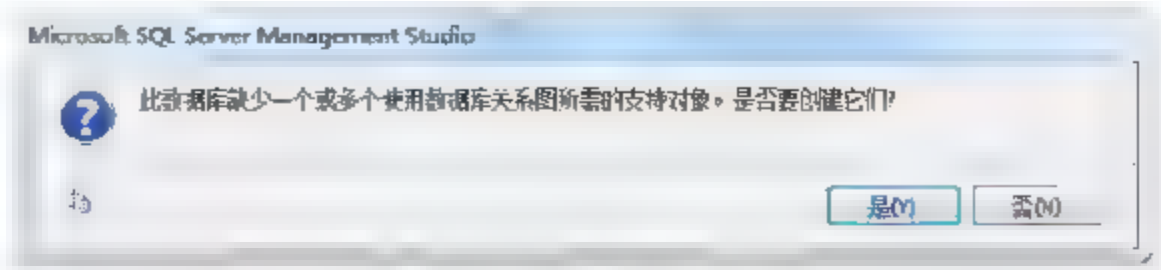 Microsoft SQL Server Management Studio
此数据库缺少一个或多个使用数据库关系图所需的支持对象。是否要创建它们?
是(Y)
否(N)